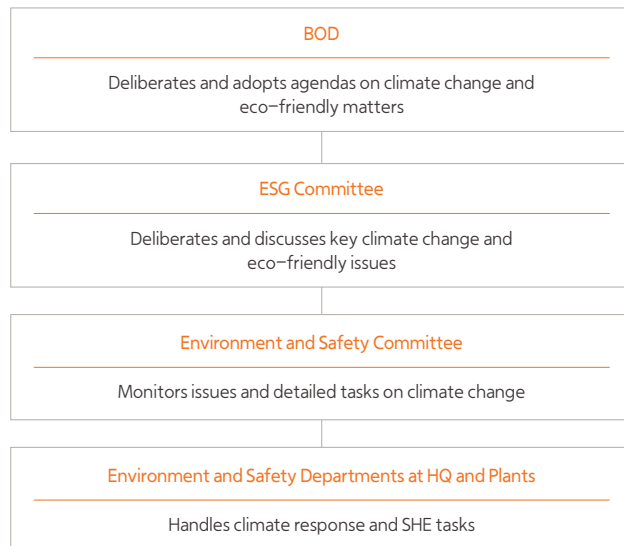 BOD
Deliberates and adopts agendas on climate change and
eco-friendly matters
ESG Committee
Deliberates and discusses key climate change and
eco-friendly issues
Environment and Safety Committee
Monitors issues and detailed tasks on climate change
Environment and Safety Departments at HQ and Plants
Handles climate response and SHE tasks